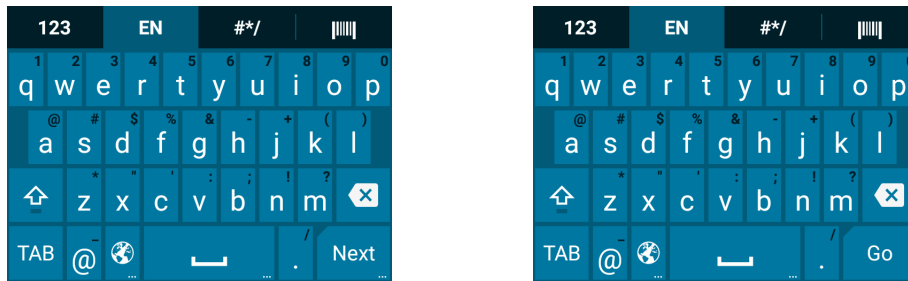 123 EN #*/
1 2 3 4 5 6 7 8 9 0
q w e r t y u i o p
@ # $ % & - + ( )
a s d f g h j k l
* " ' : ; ! ?
z x c v b n m
_ /
TAB @ ... ... . Next ...
123 EN #*/
1 2 3 4 5 6 7 8 9
q w e r t y u i o p
@ # $ % & - + ( )
a s d f g h j k l
* " ' : ; ! ?
z x c v b n m
_ /
TAB @ ... ... . Go